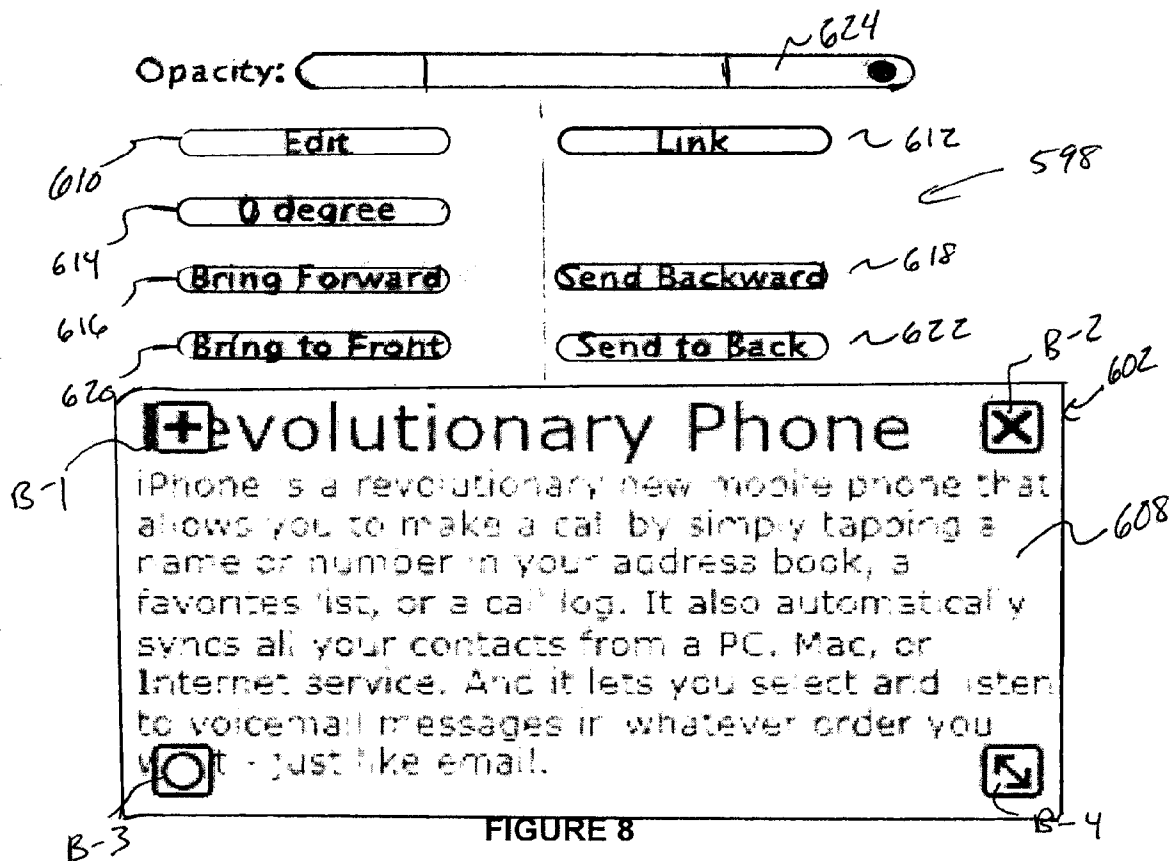 624
Opacity:
Edit
Link
612
610
598
0 degree
614
Bring Forward
Send Backward
618
616
Bring to Front
Send to Back
622
B-2
620
602
evolutionary Phone
B-1
iPhone is a revolutionary new mobile phone that
allows you to make a call by simply tapping a
608
name or number in your address book, a
favorites list, or a call log. It also automatically
syncs all your contacts from a PC, Mac, or
Internet service. And it lets you select and listen
to voicemail messages in whatever order you
t - just like email.
B-3
B-4
FIGURE 8